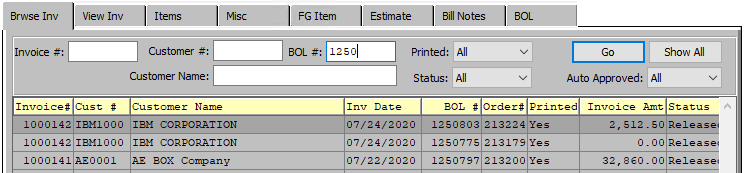 Brwse Inv View Inv Items Misc FG Item Estimate Bill Notes BOL
Invoice #: Customer #: BOL #: 1250 Printed: All Go Show All
Customer Name: Status: All Auto Approved: All
Invoice# Cust # Customer Name Inv Date BOL # Order# Printed Invoice Amt Status
1000142 IBM1000 IBM CORPORATION 07/24/2020 1250803 213224 Yes 2,512.50 Released
1000142 IBM1000 IBM CORPORATION 07/24/2020 1250775 213179 Yes 0.00 Released
1000141 AE0001 AE BOX Company 07/22/2020 1250797 213200 Yes 32,860.00 Released